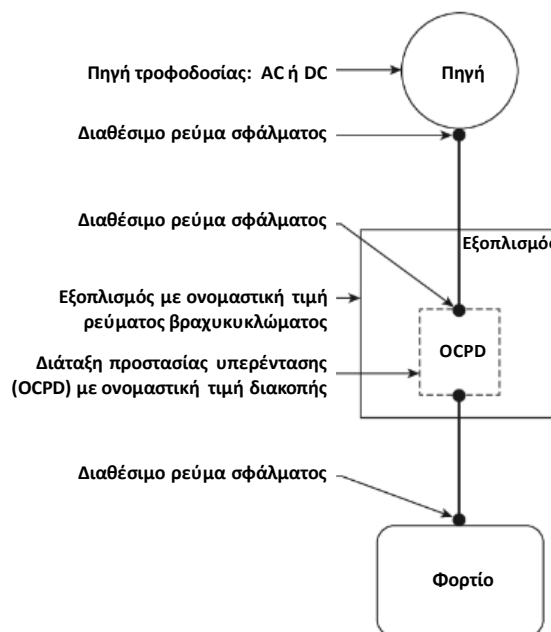 Πηγή τροφοδοσίας: AC ή DC
Πηγή
Διαθέσιμο ρεύμα σφάλματος
Διαθέσιμο ρεύμα σφάλματος
Εξοπλισμός
Εξοπλισμός με ονομαστική τιμή
ρεύματος βραχυκυκλώματος
OCPD
Διάταξη προστασίας υπερέντασης
(OCPD) με ονομαστική τιμή διακοπής
Διαθέσιμο ρεύμα σφάλματος
Φορτίο